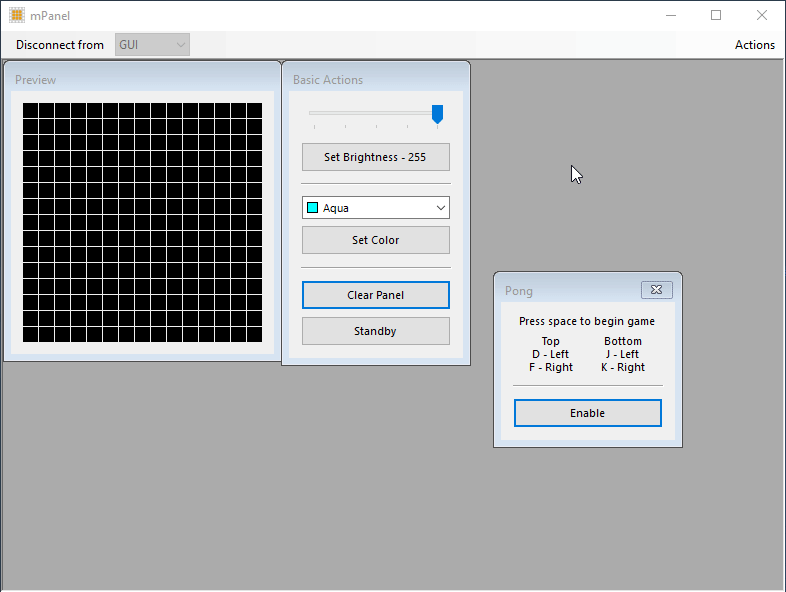 mPanel
Disconnect from GUI Actions
Preview
Basic Actions
Set Brightness - 255
Aqua
Set Color
Clear Panel
Standby
Pong
Press space to begin game
Top Bottom
D - Left J - Left
F - Right K - Right
Enable